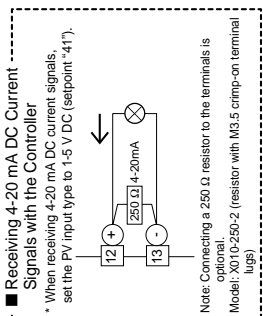 ■ Receiving 4-20 mA DC Current
Signals with the Controller
* When receiving 4-20 mA DC current signals,
set the PV input type to 1-5 V DC (setpoint “41”).
12
+
250 Ω
4-20mA
13
-
Note: Connecting a 250 Ω resistor to the terminals is
optional.
Model: X010-250-2 (resistor with M3.5 crimp-on terminal
lugs)